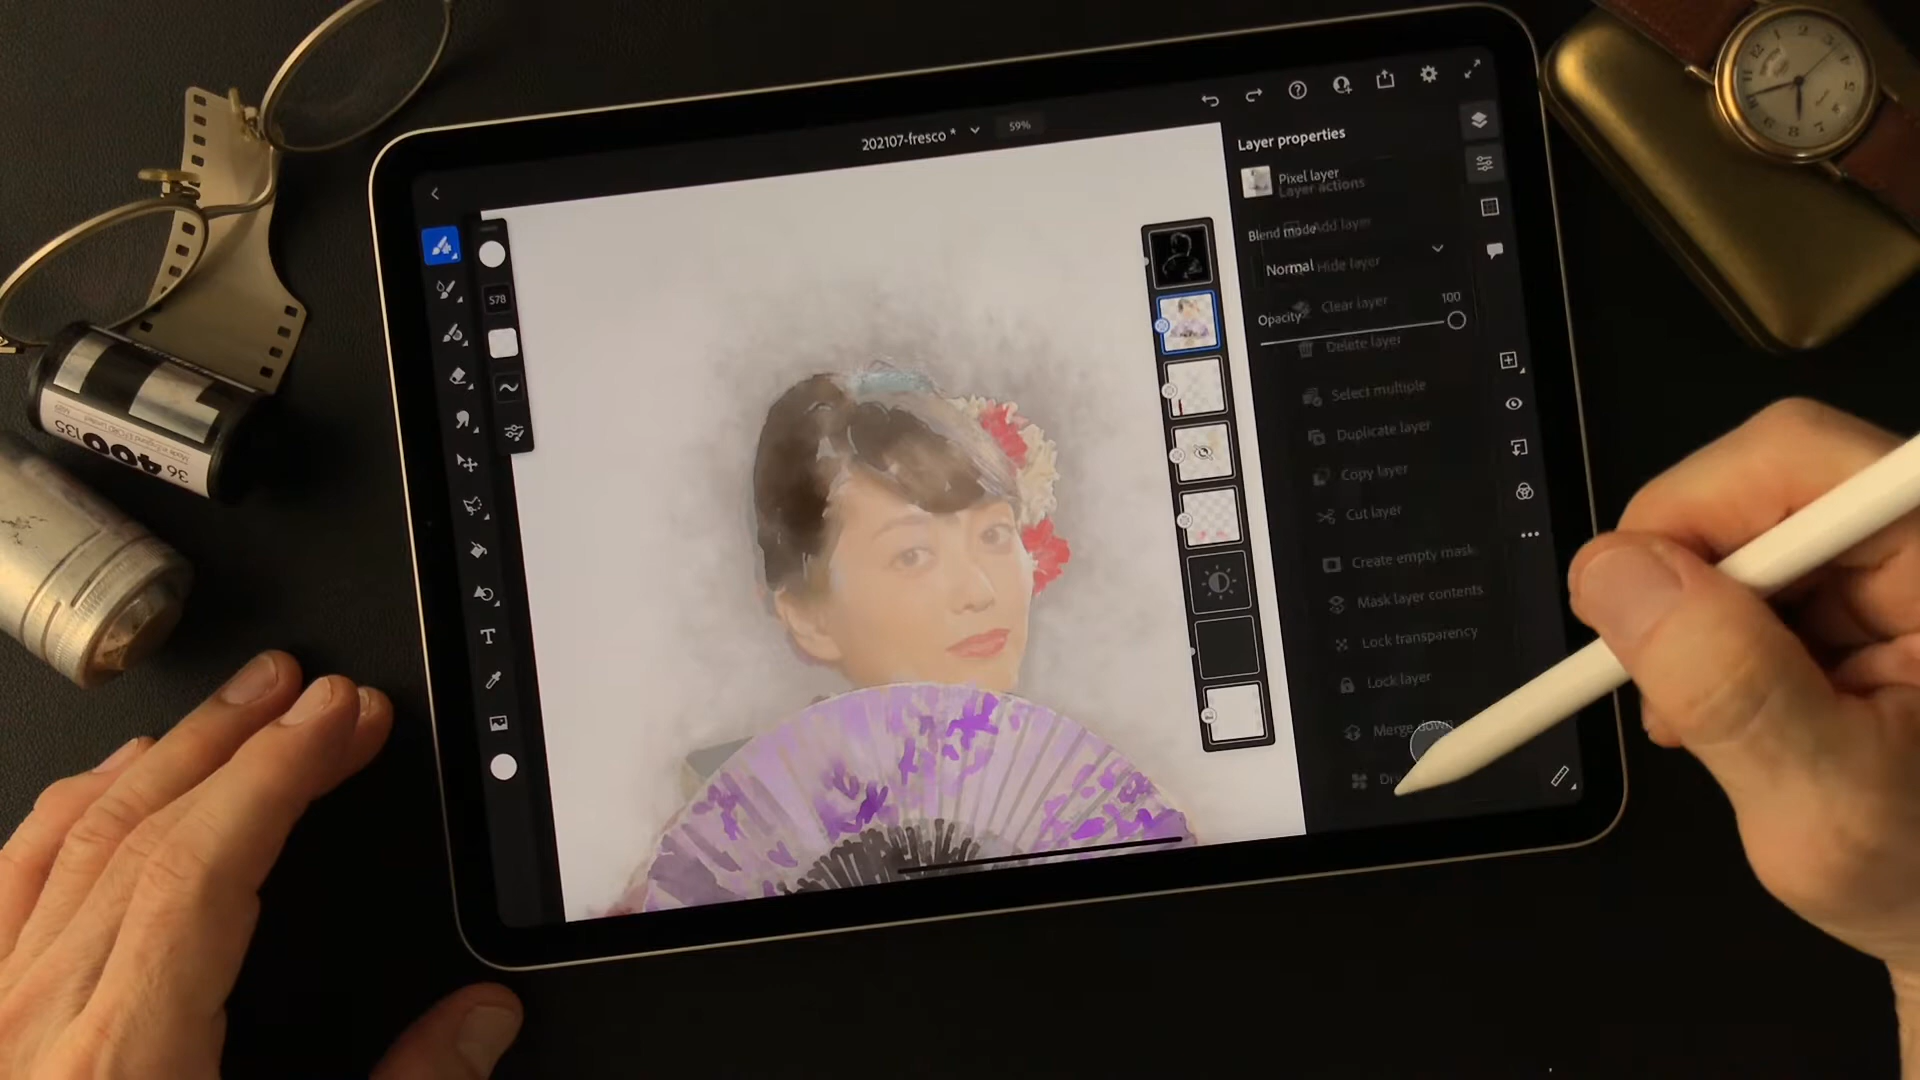 202107-fresco *
59%
578
T
Layer properties
Pixel layer
Layer actions
Add layer
Blend mode
Normal
Hide layer
Clear layer
100
Opacity
Delete layer
Select multiple
Duplicate layer
Copy layer
Cut layer
Create empty mask
Mask layer contents
Lock transparency
Lock layer
Merge down
36
400
135